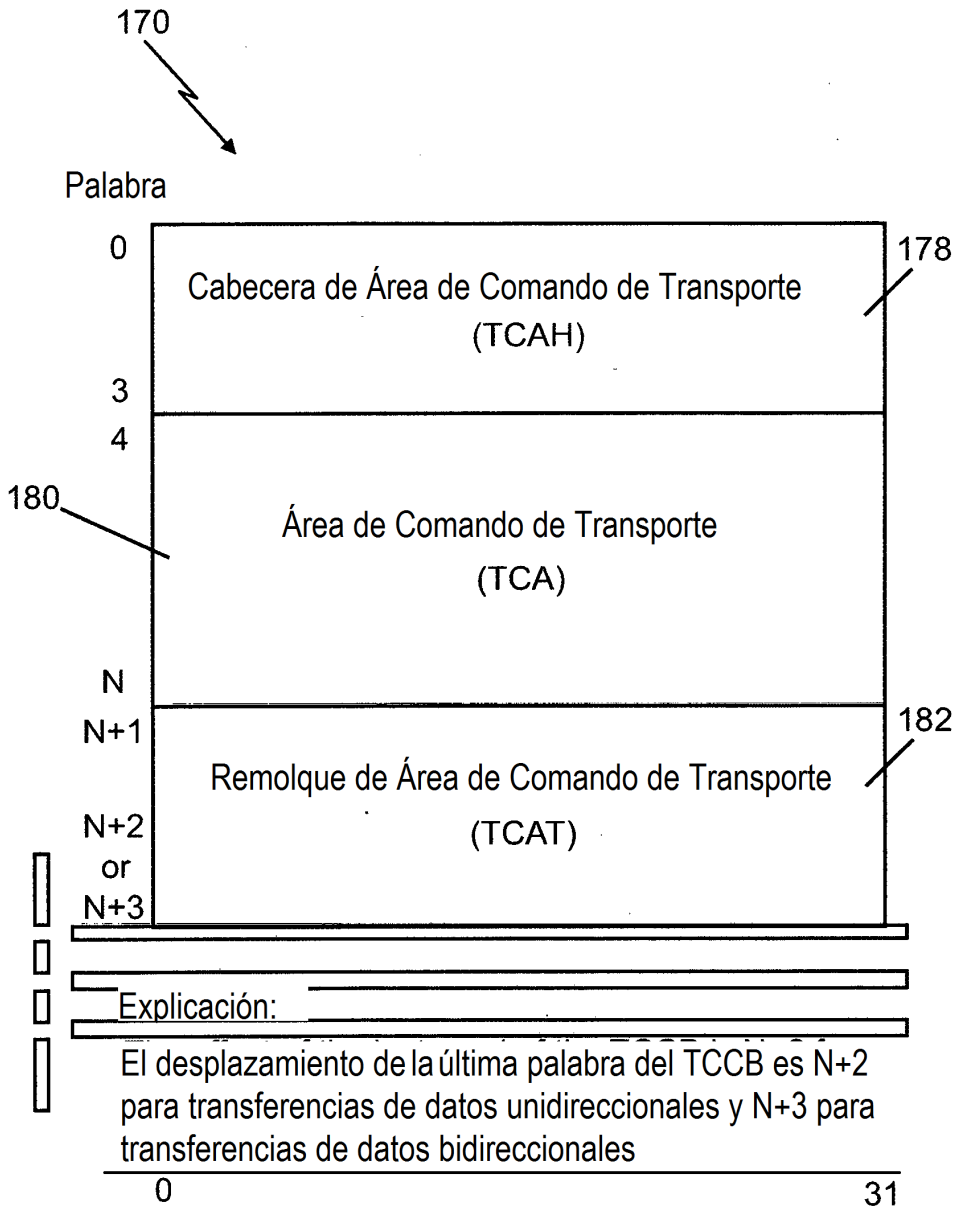 170
Palabra
0
178
Cabecera de Área de Comando de Transporte
(TCAH)
3
4
180
Área de Comando de Transporte
(TCA)
N
N+1
182
Remolque de Área de Comando de Transporte
(TCAT)
N+2
or
N+3
Explicación:
El desplazamiento de la última palabra del TCCB es N+2
para transferencias de datos unidireccionales y N+3 para
transferencias de datos bidireccionales
0
31